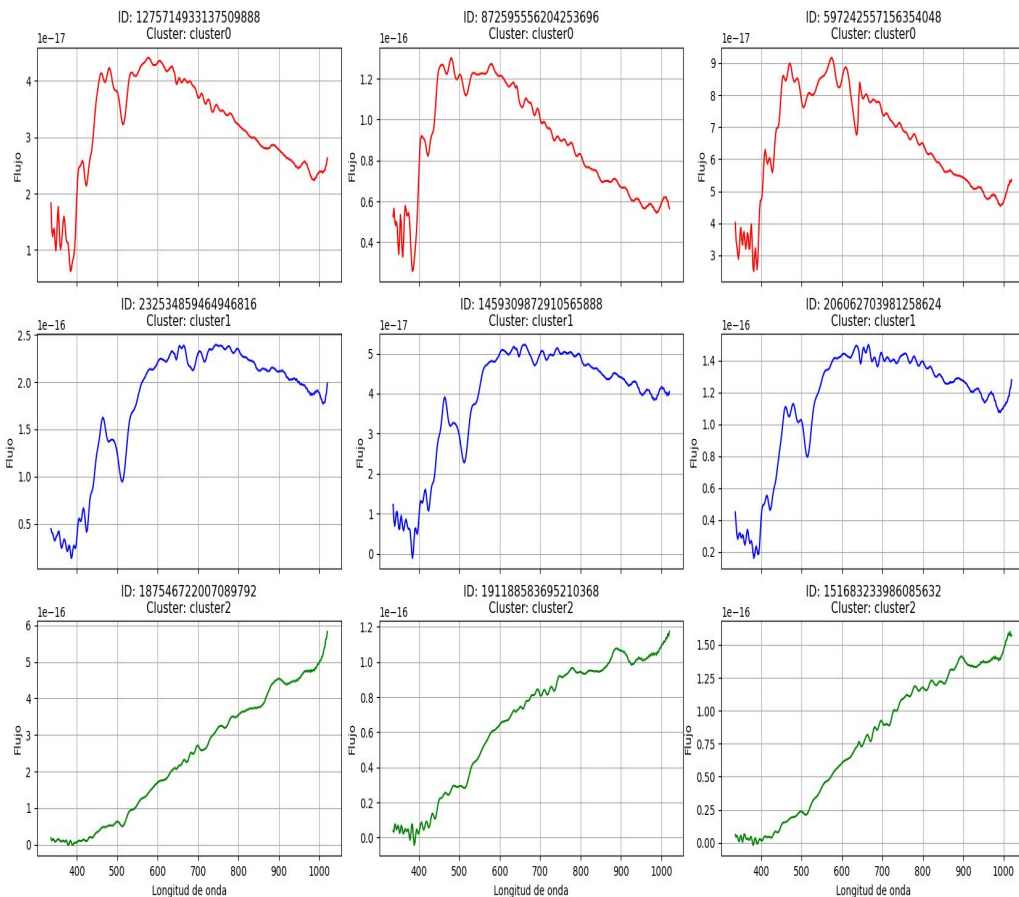 ID: 1275714933137509888
Cluster: cluster0
1e−17
Flujo
4
3
2
1
ID: 872595556204253696
Cluster: cluster0
1e−16
Flujo
1.2
1.0
0.8
0.6
0.4
ID: 597242557156354048
Cluster: cluster0
1e−17
Flujo
9
8
7
6
5
4
3
ID: 232534859464946816
Cluster: cluster1
1e−16
Flujo
2.5
2.0
1.5
1.0
0.5
ID: 1459309872910565888
Cluster: cluster1
1e−17
Flujo
5
4
3
2
1
0
ID: 206062703981258624
Cluster: cluster1
1e−16
Flujo
1.4
1.2
1.0
0.8
0.6
0.4
0.2
ID: 187546722007089792
Cluster: cluster2
1e−16
Flujo
6
5
4
3
2
1
0
400 500 600 700 800 900 1000
Longitud de onda
ID: 191188583695210368
Cluster: cluster2
1e−16
Flujo
1.2
1.0
0.8
0.6
0.4
0.2
0.0
400 500 600 700 800 900 1000
Longitud de onda
ID: 151683233986085632
Cluster: cluster2
1e−16
Flujo
1.50
1.25
1.00
0.75
0.50
0.25
0.00
400 500 600 700 800 900 1000
Longitud de onda